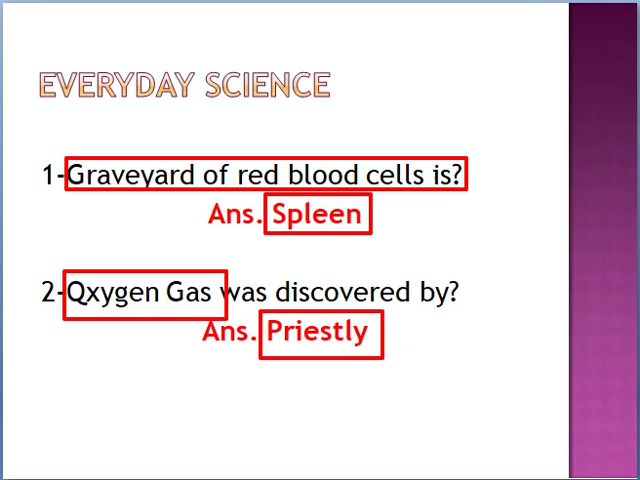 EVERYDAY SCIENCE
1-Graveyard of red blood cells is?
Ans. Spleen
2-Qxygen Gas was discovered by?
Ans. Priestly